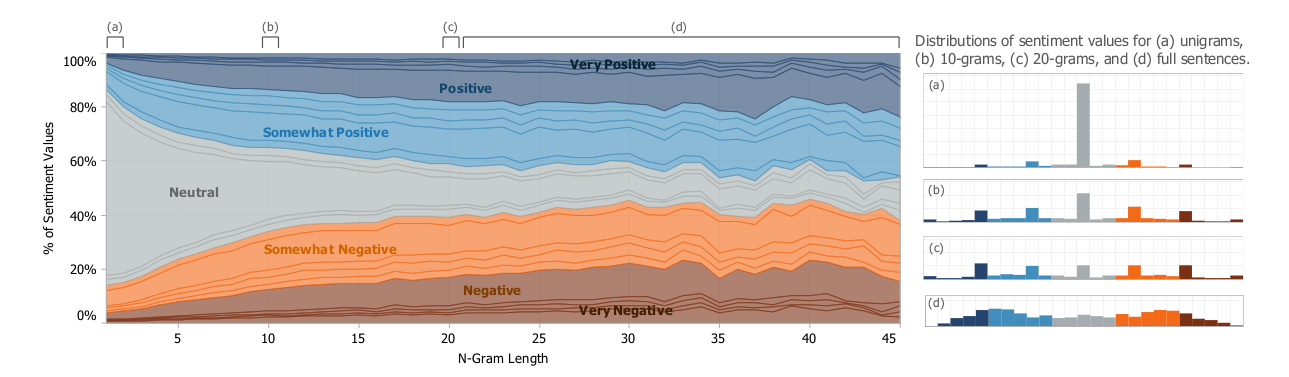 (a)
(b)
(c)
(d)
100%
80%
60%
40%
20%
0%
% of Sentiment Values
Very Positive
Positive
Somewhat Positive
Neutral
Somewhat Negative
Negative
Very Negative
5
10
15
20
25
30
35
40
45
N-Gram Length
Distributions of sentiment values for (a) unigrams,
(b) 10-grams, (c) 20-grams, and (d) full sentences.
(a)
(b)
(c)
(d)